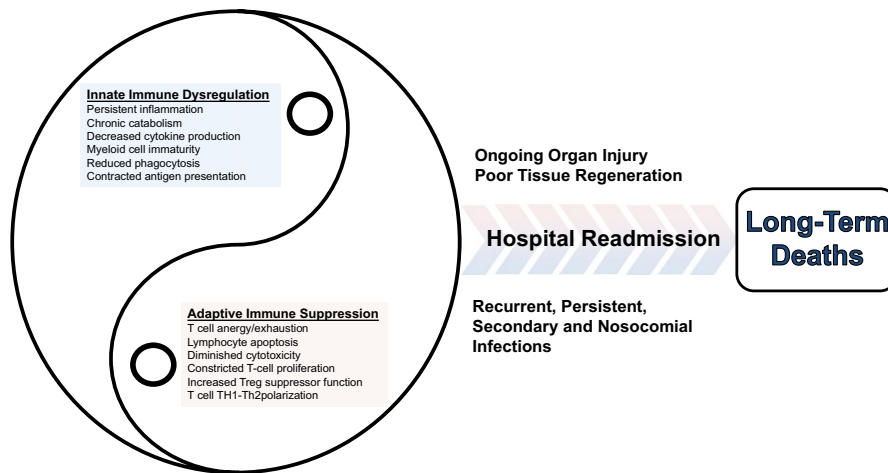 Innate Immune Dysregulation
Persistent inflammation
Chronic catabolism
Decreased cytokine production
Myeloid cell immaturity
Reduced phagocytosis
Contracted antigen presentation
Adaptive Immune Suppression
T cell anergy/exhaustion
Lymphocyte apoptosis
Diminished cytotoxicity
Constricted T-cell proliferation
Increased Treg suppressor function
T cell TH1-Th2polarization
Ongoing Organ Injury
Poor Tissue Regeneration
Hospital Readmission
Recurrent, Persistent,
Secondary and Nosocomial
Infections
Long-Term
Deaths